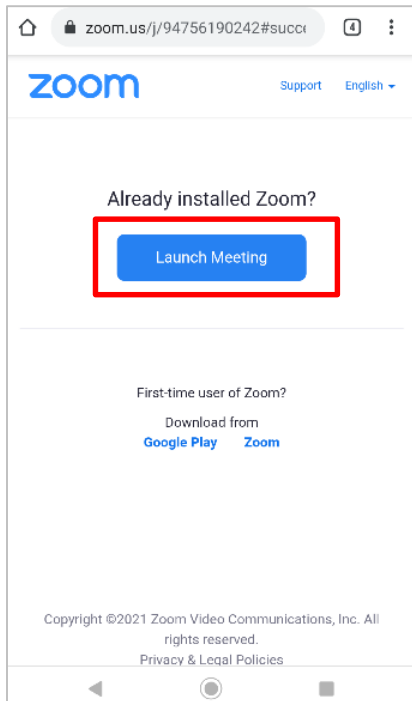 zoom.us/j/94756190242#succe
4
zoom
Support English
Already installed Zoom?
Launch Meeting
First-time user of Zoom?
Download from
Google Play Zoom
Copyright ©2021 Zoom Video Communications, Inc. All
rights reserved.
Privacy & Legal Policies